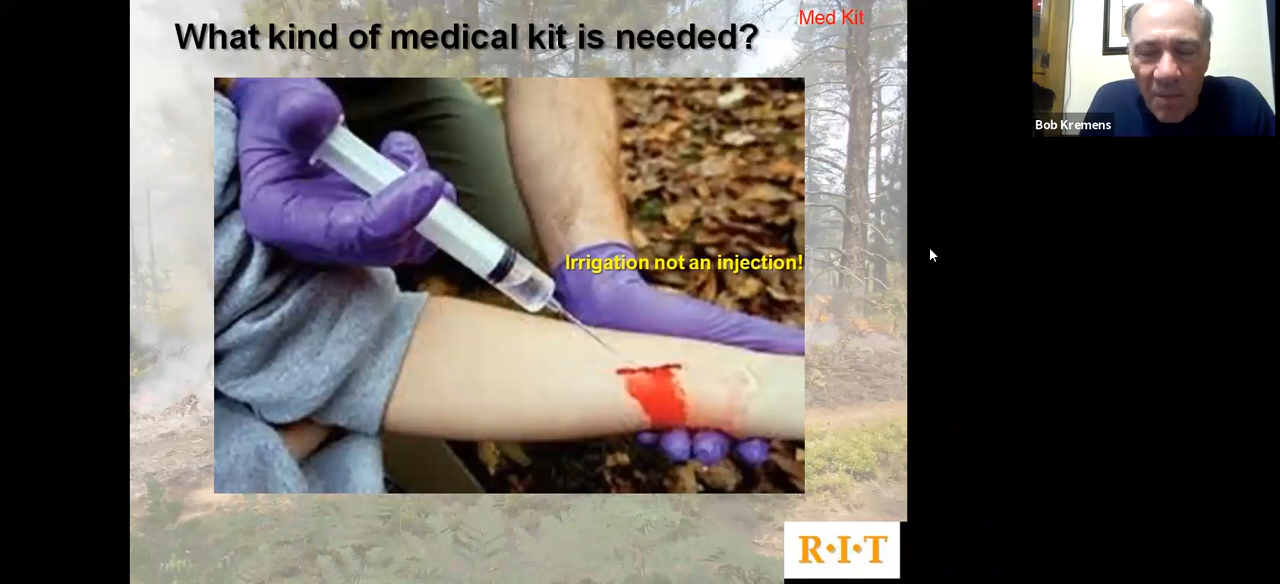 What kind of medical kit is needed?
Med Kit
Irrigation not an injection!
Bob Kremens
R·I·T